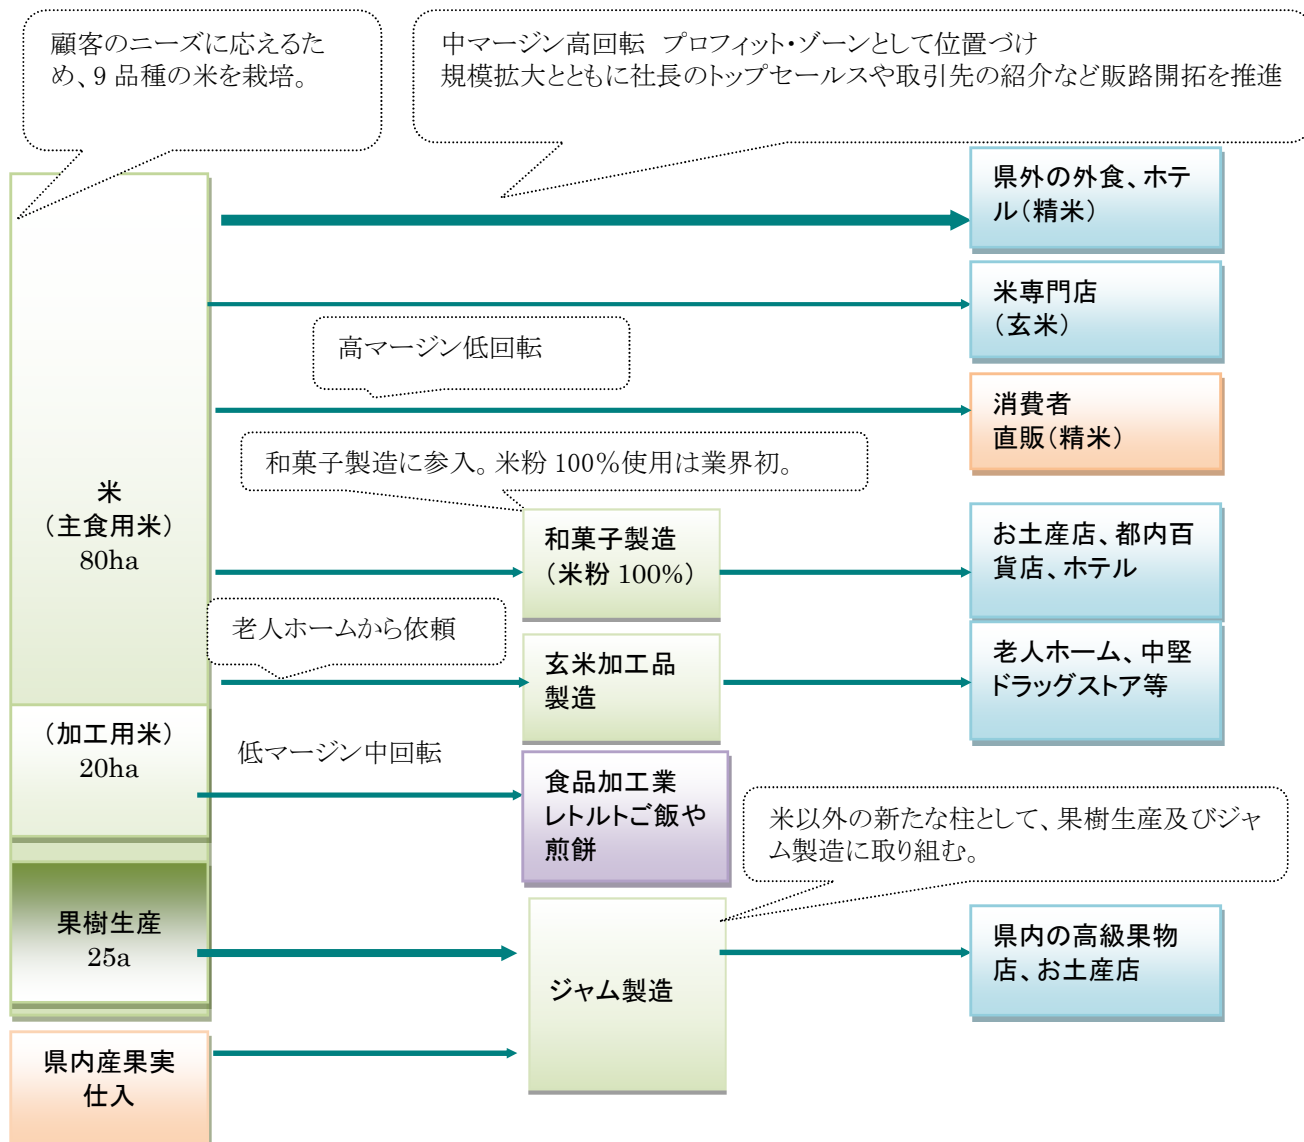 顧客のニーズに応えるた
め、9 品種の米を栽培。
中マージン高回転 プロフィット・ゾーンとして位置づけ
規模拡大とともに社長のトップセールスや取引先の紹介など販路開拓を推進
県外の外食、ホテ
ル（精米）
米専門店
（玄米）
高マージン低回転
消費者
直販（精米）
和菓子製造に参入。米粉 100％使用は業界初。
米
（主食用米）
80ha
和菓子製造
（米粉 100%）
お土産店、都内百
貨店、ホテル
老人ホームから依頼
玄米加工品
製造
老人ホーム、中堅
ドラッグストア等
（加工用米）
20ha
低マージン中回転
食品加工業
レトルトご飯や
煎餅
米以外の新たな柱として、果樹生産及びジャ
ム製造に取り組む。
果樹生産
25a
ジャム製造
県内の高級果物
店、お土産店
県内産果実
仕入